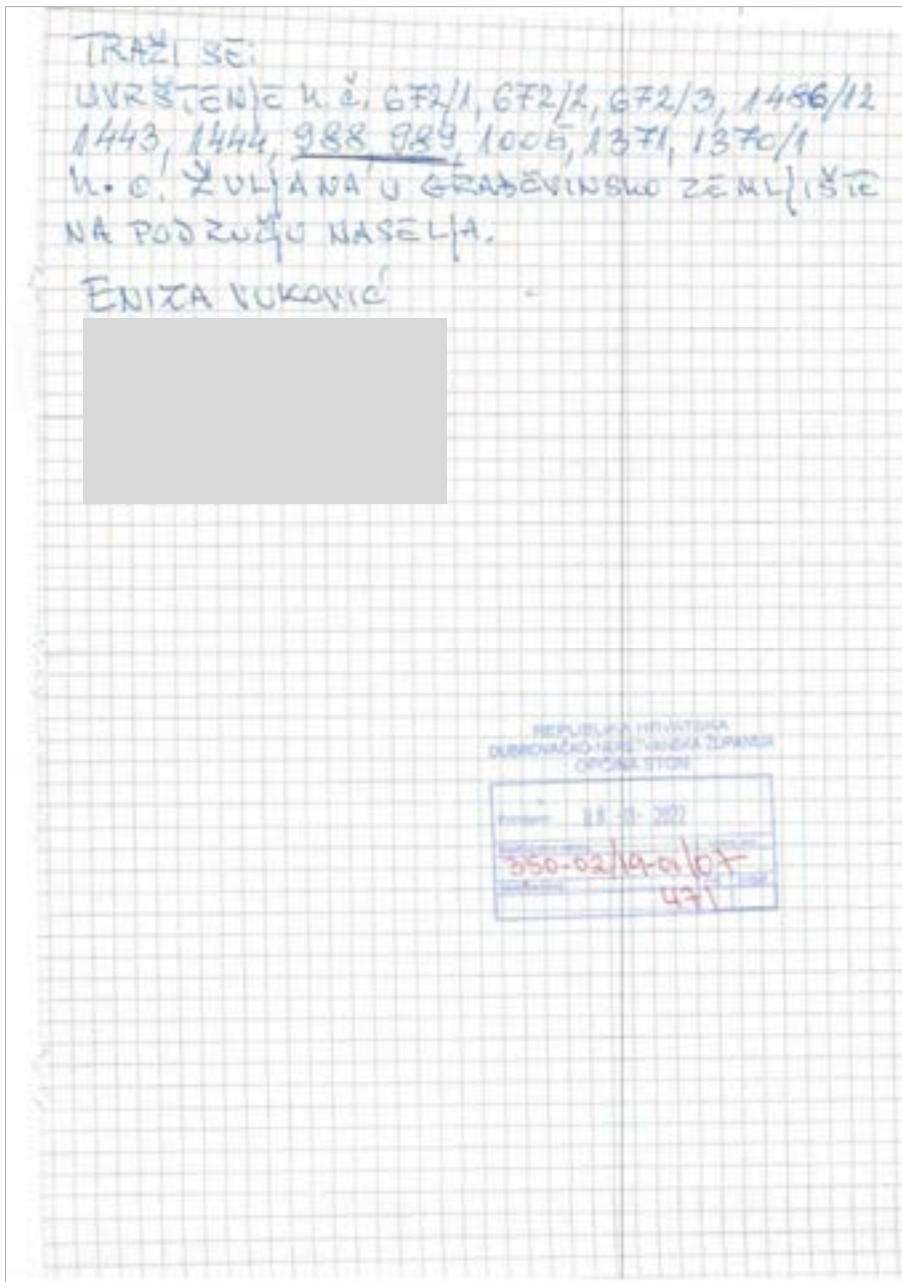 TRAŽI SE:
UVRŠTENJE K.Č. 672/1, 672/2, 672/3, 1486/12
1443, 1444, 988, 989, 1005, 1371, 1370/1
K.O. ŽULJANA U GRAĐEVINSKO ZEMLJIŠTE
NA PODRUČJU NASELJA.
ENIZA VUKOVIĆ
REPUBLIKA HRVATSKA
DUBROVAČKO-NERETVANSKA ŽUPANIJA
OPĆINA STON
2022
350-02/19-01/07
471